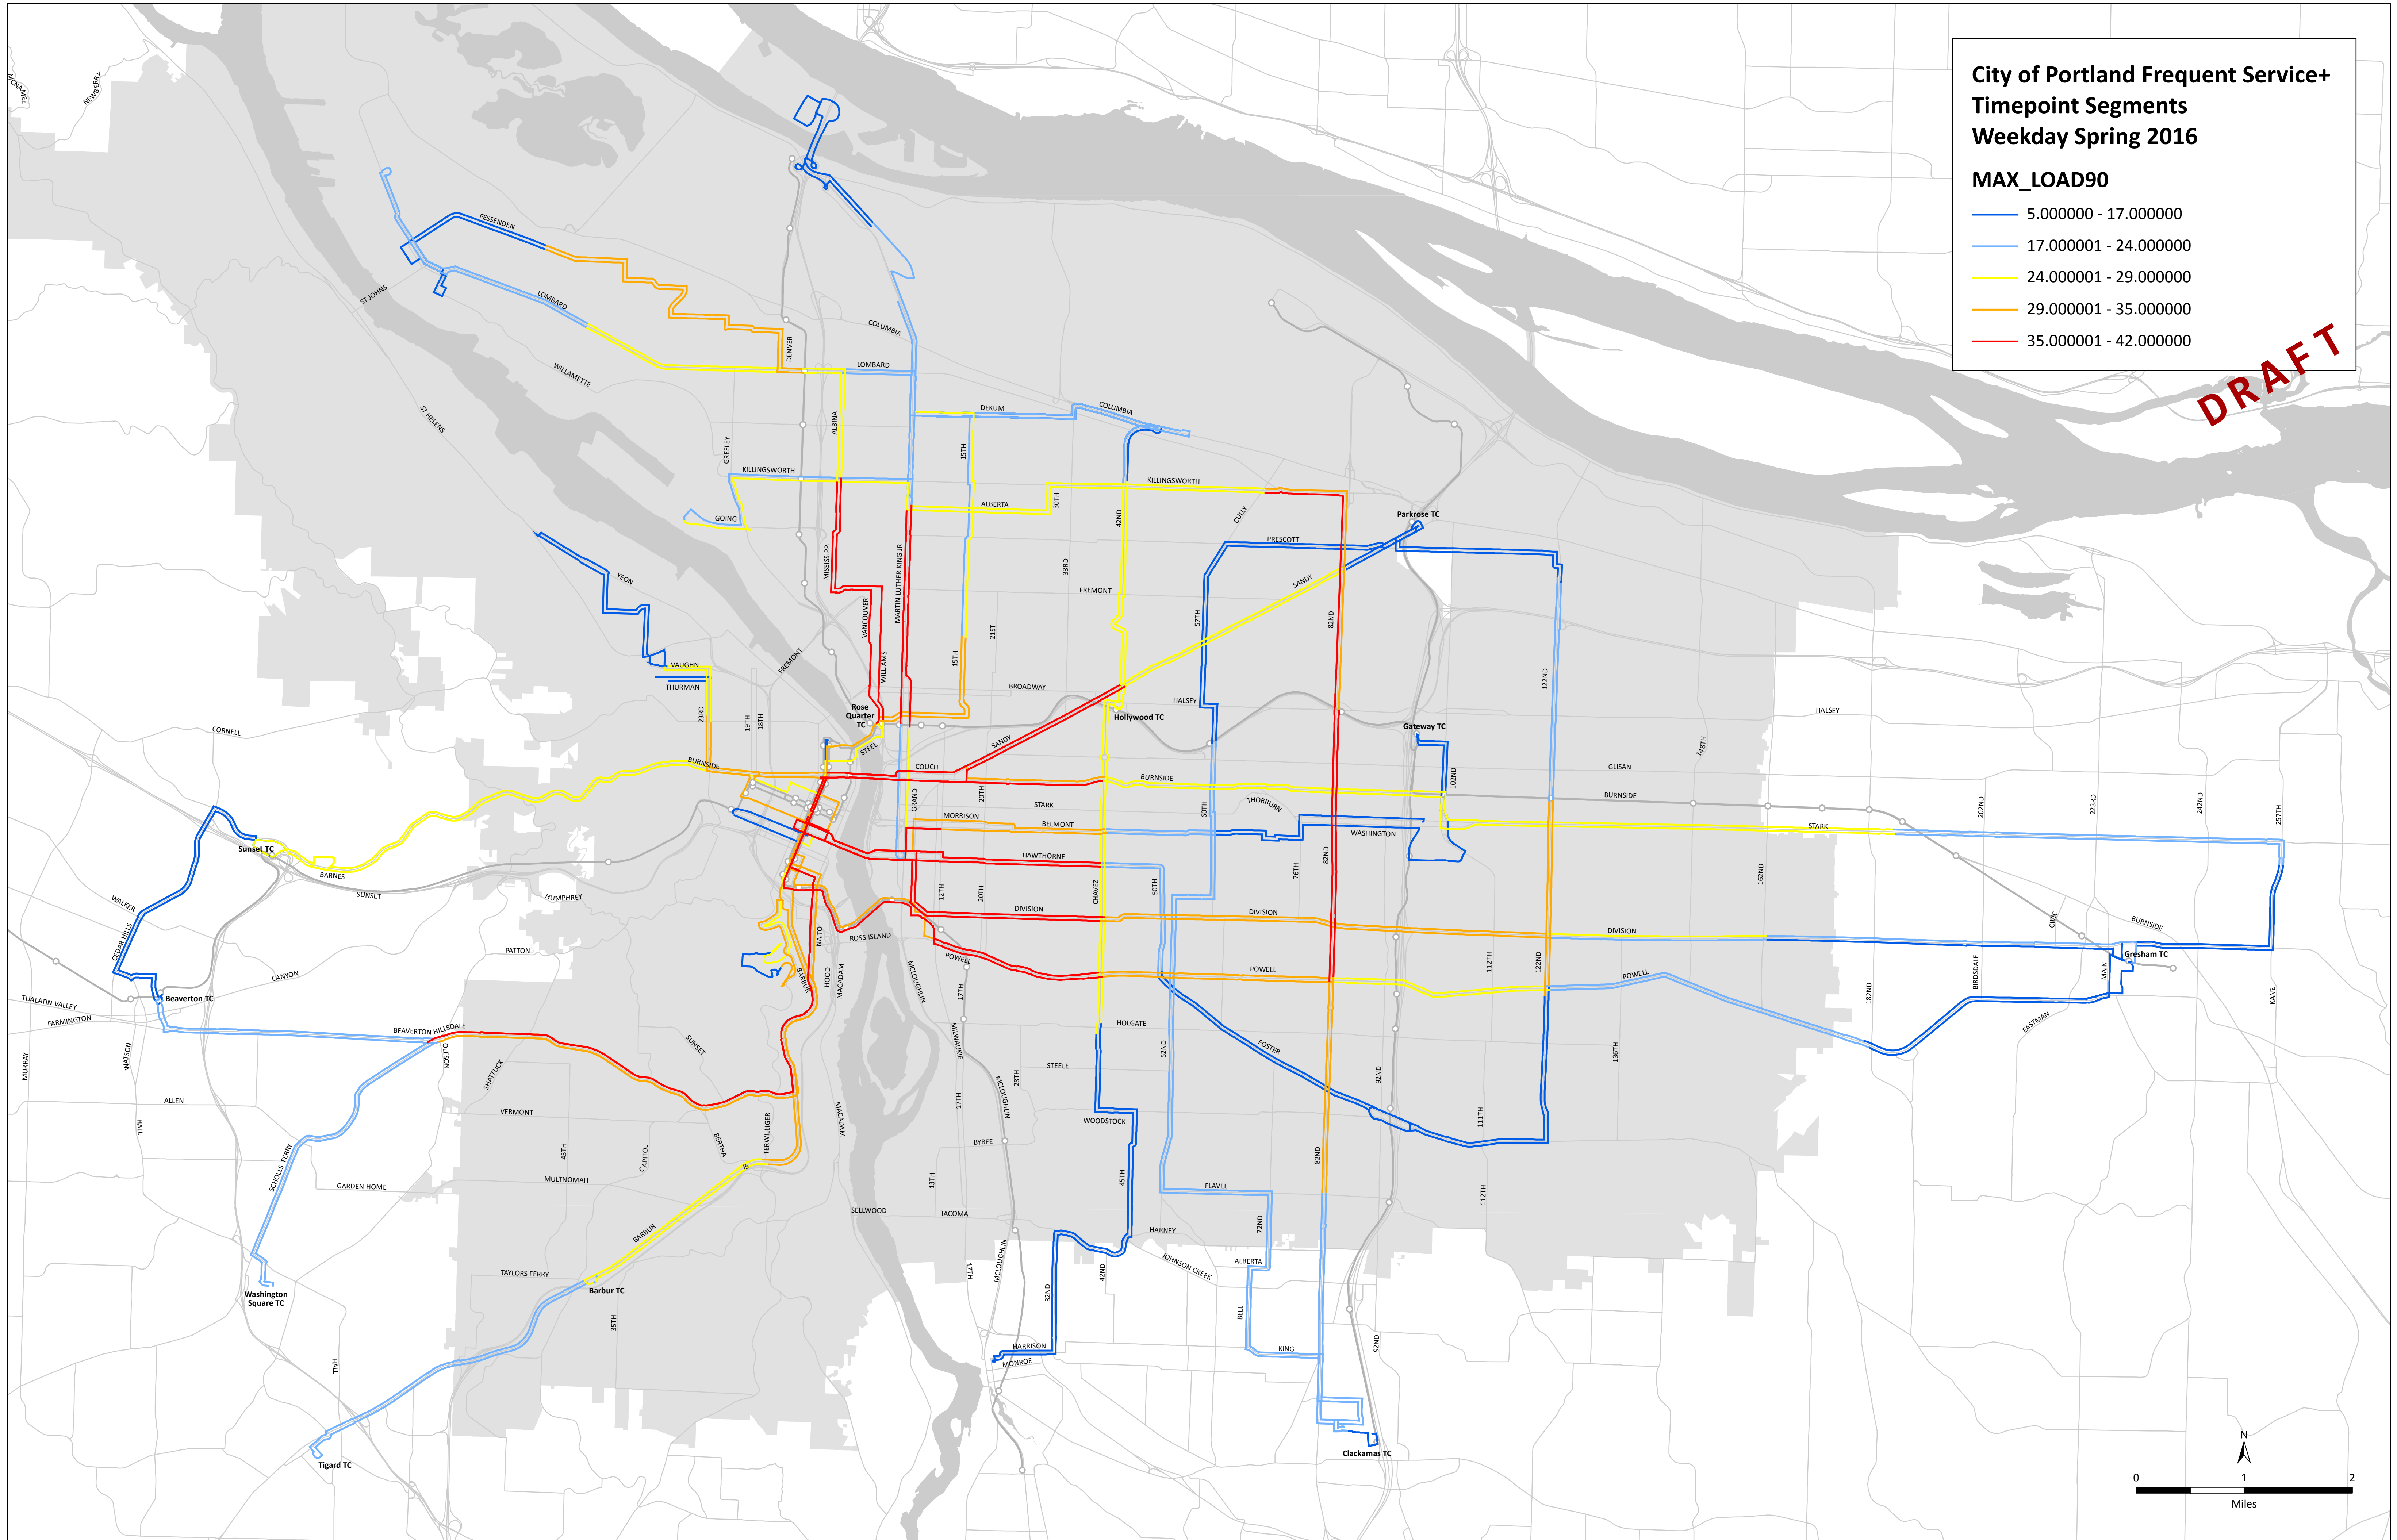 City of Portland Frequent Service+
Timepoint Segments
Weekday Spring 2016
MAX_LOAD90
5.000000 - 17.000000
17.000001 - 24.000000
24.000001 - 29.000000
29.000001 - 35.000000
35.000001 - 42.000000
DRAFT
MCNAMEE
NEWBERRY
FESSENDEN
ST JOHNS
LOMBARD
COLUMBIA
DENVER
LOMBARD
WILLAMETTE
ST HELENS
ALBINA
DEKUM
COLUMBIA
GREELEY
15TH
KILLINGSWORTH
KILLINGSWORTH
ALBERTA
30TH
42ND
CULLY
GOING
Parkrose TC
PRESCOTT
YEON
MISSISSIPPI
MARTIN LUTHER KING JR
33RD
SANDY
FREMONT
VANCOUVER
57TH
82ND
21ST
15TH
WILLIAMS
FREMONT
VAUGHN
THURMAN
122ND
BROADWAY
HALSEY
23RD
19TH
18TH
Rose
Quarter
TC
Hollywood TC
Gateway TC
HALSEY
CORNELL
STEEL
SANDY
148TH
BURNSIDE
COUCH
GLISAN
BURNSIDE
102ND
GRAND
20TH
STARK
THORBURN
BURNSIDE
60TH
202ND
223RD
242ND
257TH
MORRISON
BELMONT
WASHINGTON
STARK
Sunset TC
BARNES
SUNSET
HUMPHREY
HAWTHORNE
82ND
76TH
162ND
12TH
20TH
CHAVEZ
50TH
WALKER
CEDAR HILLS
DIVISION
DIVISION
DIVISION
CIVIC
BURNSIDE
NAITO
ROSS ISLAND
PATTON
POWELL
Gresham TC
CANYON
BARBUR
HOOD
MACADAM
MCLOUGHLIN
17TH
POWELL
112TH
122ND
POWELL
BIRDSDALE
MAIN
182ND
KANE
Beaverton TC
TUALATIN VALLEY
FARMINGTON
BEAVERTON HILLSDALE
HOLGATE
EASTMAN
MURRAY
WATSON
OLESON
SHATTUCK
SUNSET
MILWAUKIE
28TH
STEELE
52ND
FOSTER
92ND
136TH
ALLEN
HALL
VERMONT
BERTHA
TERWILLIGER
MACADAM
17TH
MCLOUGHLIN
WOODSTOCK
111TH
BYBEE
45TH
CAPITOL
I5
82ND
SCHOLLS FERRY
GARDEN HOME
MULTNOMAH
13TH
45TH
FLAVEL
112TH
SELLWOOD
TACOMA
BARBUR
HARNEY
72ND
TAYLORS FERRY
Barbur TC
17TH
MCLOUGHLIN
42ND
JOHNSON CREEK
ALBERTA
Washington
Square TC
32ND
35TH
BELL
HALL
HARRISON
MONROE
KING
92ND
Tigard TC
Clackamas TC
N
0 1 2
Miles